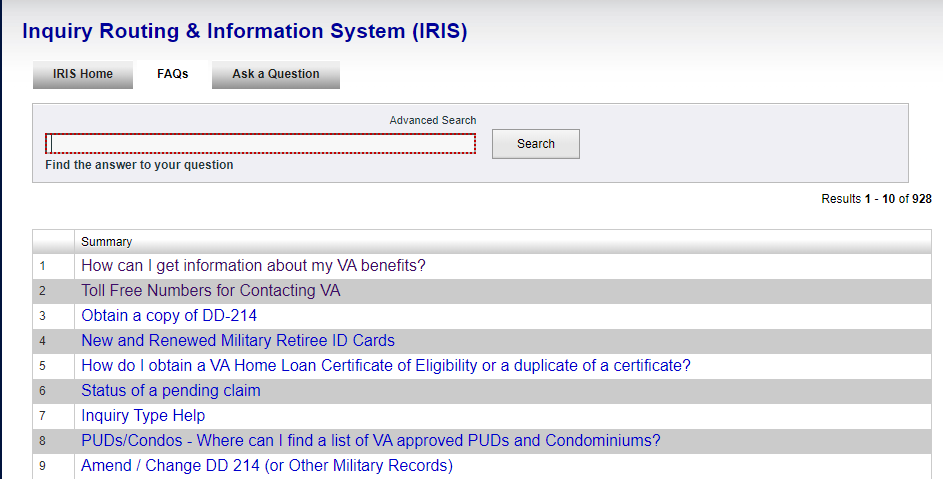 Inquiry Routing & Information System (IRIS)
IRIS Home FAQs Ask a Question
Advanced Search
Search
Find the answer to your question
Results 1 - 10 of 928
Summary
1 How can I get information about my VA benefits?
2 Toll Free Numbers for Contacting VA
3 Obtain a copy of DD-214
4 New and Renewed Military Retiree ID Cards
5 How do I obtain a VA Home Loan Certificate of Eligibility or a duplicate of a certificate?
6 Status of a pending claim
7 Inquiry Type Help
8 PUDs/Condos - Where can I find a list of VA approved PUDs and Condominiums?
9 Amend / Change DD 214 (or Other Military Records)